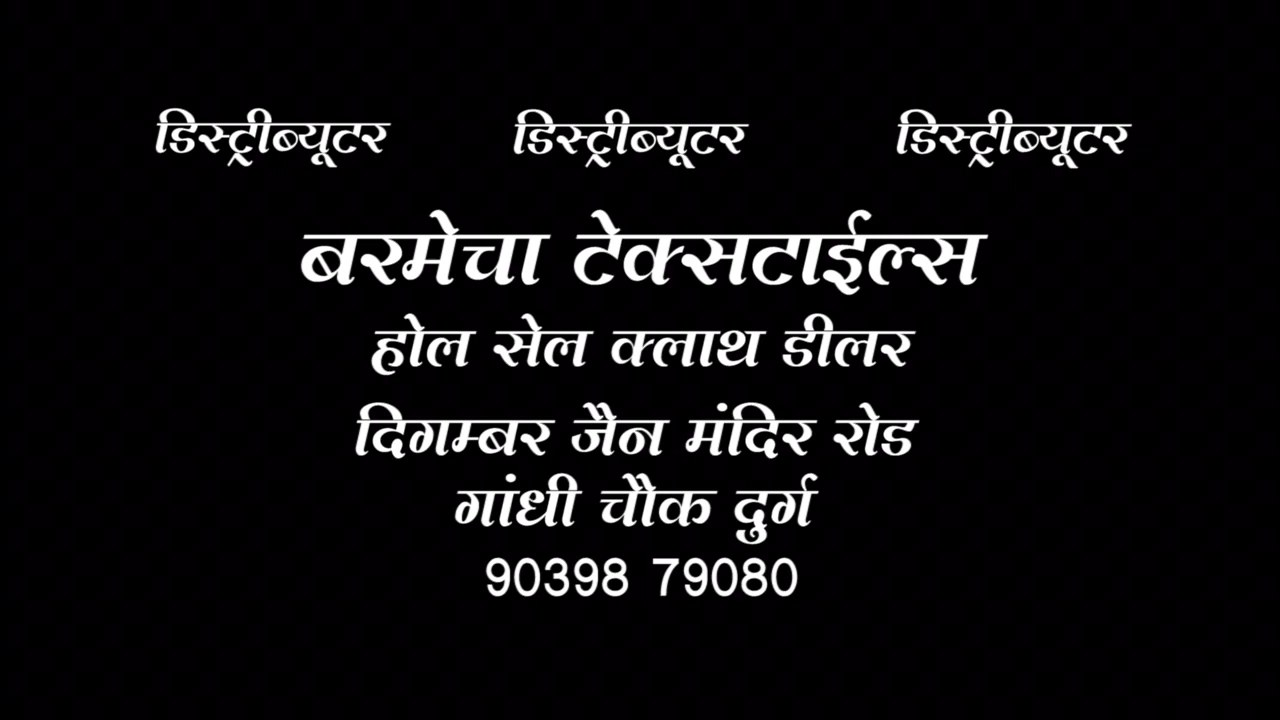 डिस्ट्रीब्यूटर डिस्ट्रीब्यूटर डिस्ट्रीब्यूटर
बरमेचा टेक्सटाईल्स
होल सेल क्लाथ डीलर
दिगम्बर जैन मंदिर रोड
गांधी चौक दुर्ग
90398 79080